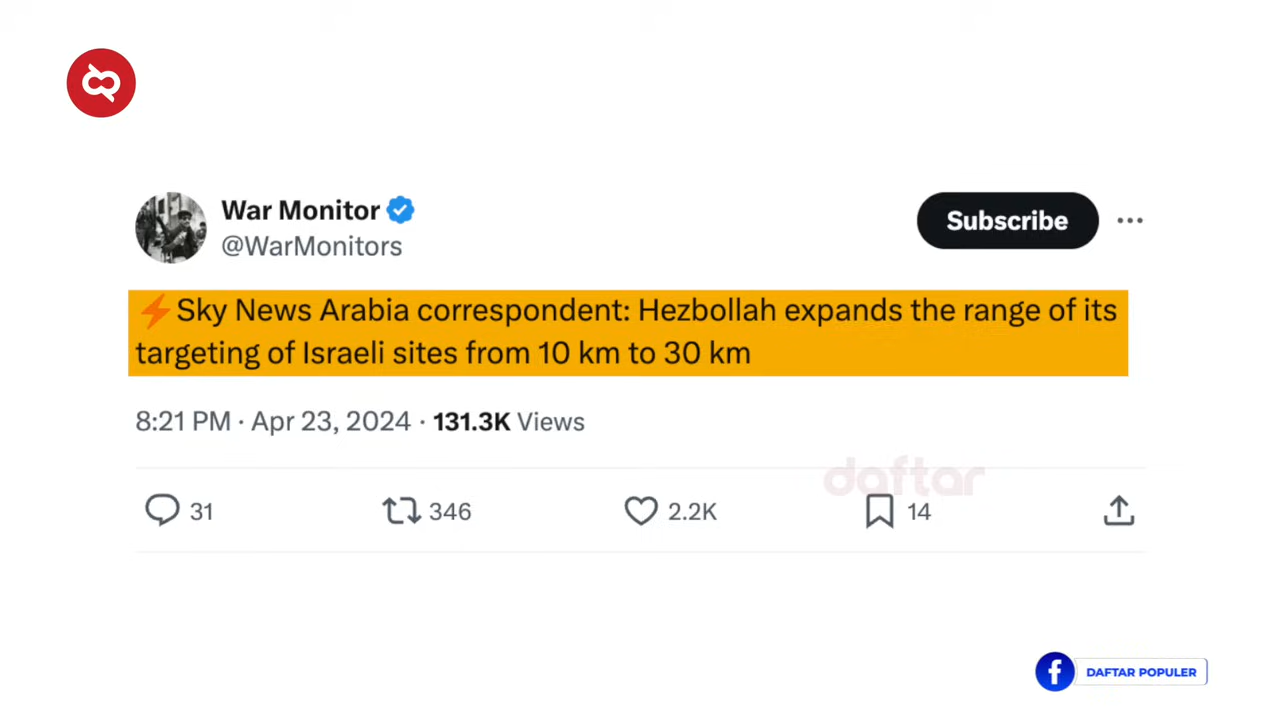 War Monitor
@WarMonitors
Subscribe
⚡Sky News Arabia correspondent: Hezbollah expands the range of its
targeting of Israeli sites from 10 km to 30 km
8:21 PM · Apr 23, 2024 · 131.3K Views
daftar
31 346 2.2K 14
DAFTAR POPULER